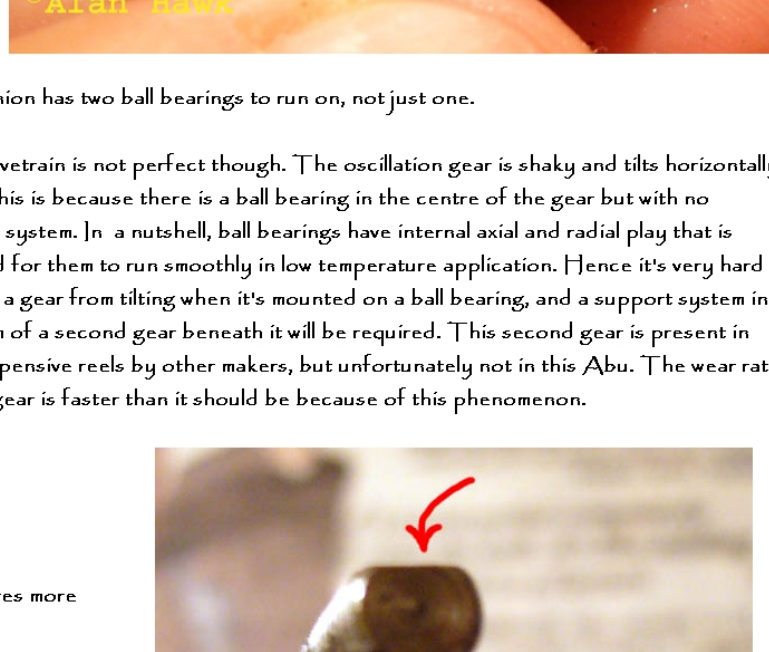 ©Alan Hawk
nion has two ball bearings to run on, not just one.
vetrain is not perfect though. The oscillation gear is shaky and tilts horizontally
his is because there is a ball bearing in the centre of the gear but with no
system. In a nutshell, ball bearings have internal axial and radial play that is
d for them to run smoothly in low temperature application. Hence it's very hard
a gear from tilting when it's mounted on a ball bearing, and a support system in
n of a second gear beneath it will be required. This second gear is present in
pensive reels by other makers, but unfortunately not in this Abu. The wear rat
gear is faster than it should be because of this phenomenon.
res more